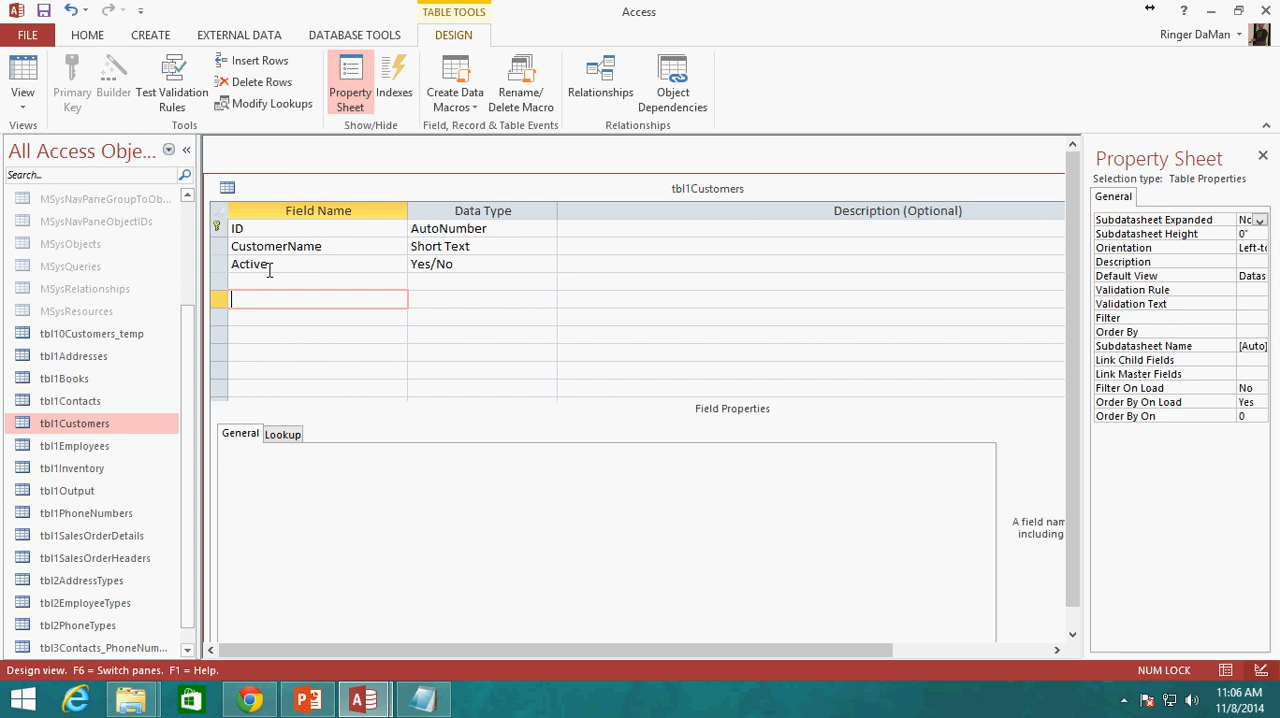 TABLE TOOLS
Access
?
FILE
HOME
CREATE
EXTERNAL DATA
DATABASE TOOLS
DESIGN
Ringer DaMan
View
Primary Key
Builder
Test Validation Rules
Insert Rows
Delete Rows
Modify Lookups
Property Sheet
Indexes
Create Data Macros
Rename/ Delete Macro
Relationships
Object Dependencies
Views
Tools
Show/Hide
Field, Record & Table Events
Relationships
All Access Obje...
Search...
MSysNavPaneGroupToOb...
MSysNavPaneObjectIDs
MSysObjects
MSysQueries
MSysRelationships
MSysResources
tbl10Customers_temp
tbl1Addresses
tbl1Books
tbl1Contacts
tbl1Customers
tbl1Employees
tbl1Inventory
tbl1Output
tbl1PhoneNumbers
tbl1SalesOrderDetails
tbl1SalesOrderHeaders
tbl2AddressTypes
tbl2EmployeeTypes
tbl2PhoneTypes
tbl3Contacts_PhoneNum...
tbl1Customers
Field Name Data Type Description (Optional)
ID AutoNumber
CustomerName Short Text
Active Yes/No
Field Properties
General Lookup
A field nam
including
Property Sheet
Selection type: Table Properties
General
Subdatasheet Expanded Nc
Subdatasheet Height 0"
Orientation Left-to
Description
Default View Datas
Validation Rule
Validation Text
Filter
Order By
Subdatasheet Name [Auto]
Link Child Fields
Link Master Fields
Filter On Load No
Order By On Load Yes
Order By On 0
Design view. F6 = Switch panes. F1 = Help.
NUM LOCK
11:06 AM
11/8/2014